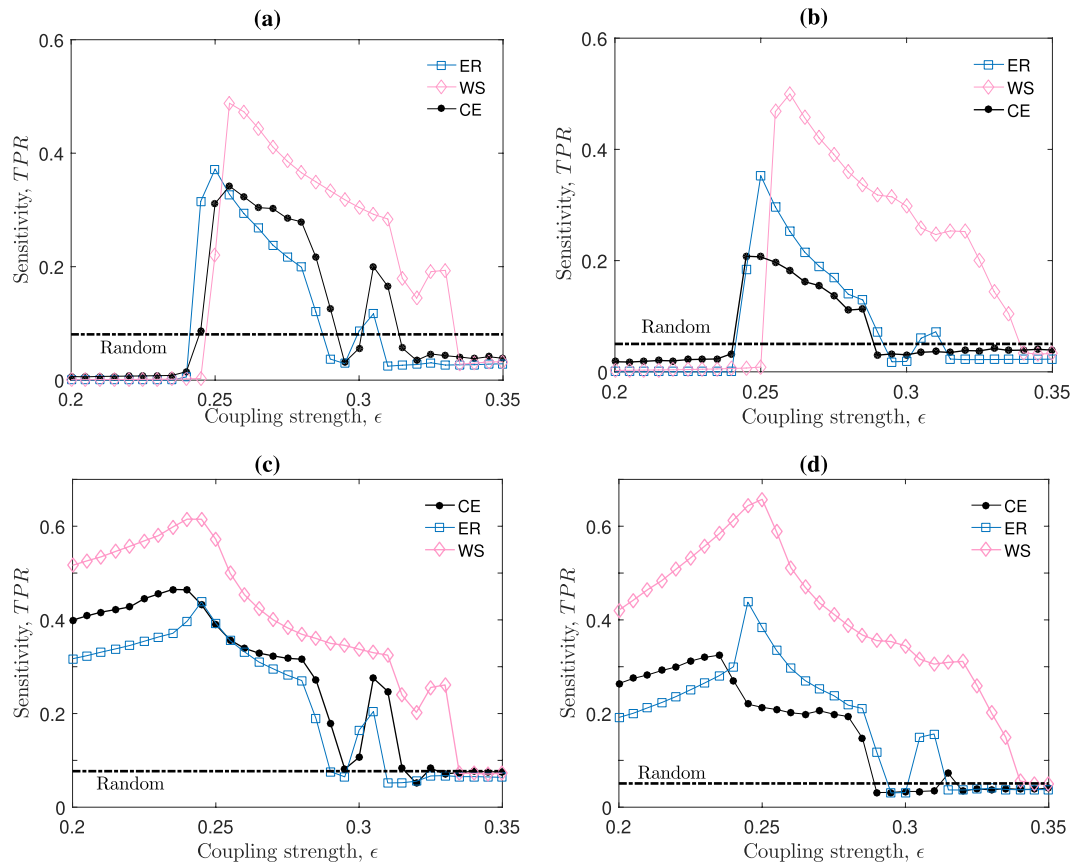 (a)
0.6
ER
WS
CE
0.4
Sensitivity, TPR
0.2
Random
0
0.2
0.25
0.3
0.35
Coupling strength, ϵ
(b)
0.6
ER
WS
CE
0.4
Sensitivity, TPR
0.2
Random
0
0.2
0.25
0.3
0.35
Coupling strength, ϵ
(c)
CE
ER
WS
0.6
0.4
Sensitivity, TPR
0.2
Random
0
0.2
0.25
0.3
0.35
Coupling strength, ϵ
(d)
CE
ER
WS
0.6
0.4
Sensitivity, TPR
0.2
Random
0
0.2
0.25
0.3
0.35
Coupling strength, ϵ